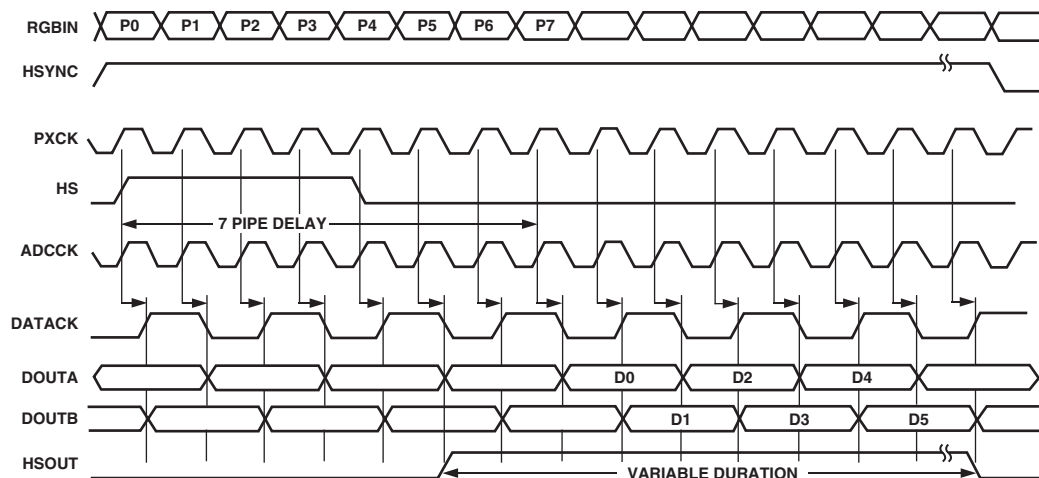 RGBIN P0 P1 P2 P3 P4 P5 P6 P7
HSYNC
PXCK
HS
7 PIPE DELAY
ADCCK
DATACK
DOUTA D0 D2 D4
DOUTB D1 D3 D5
HSOUT
VARIABLE DURATION